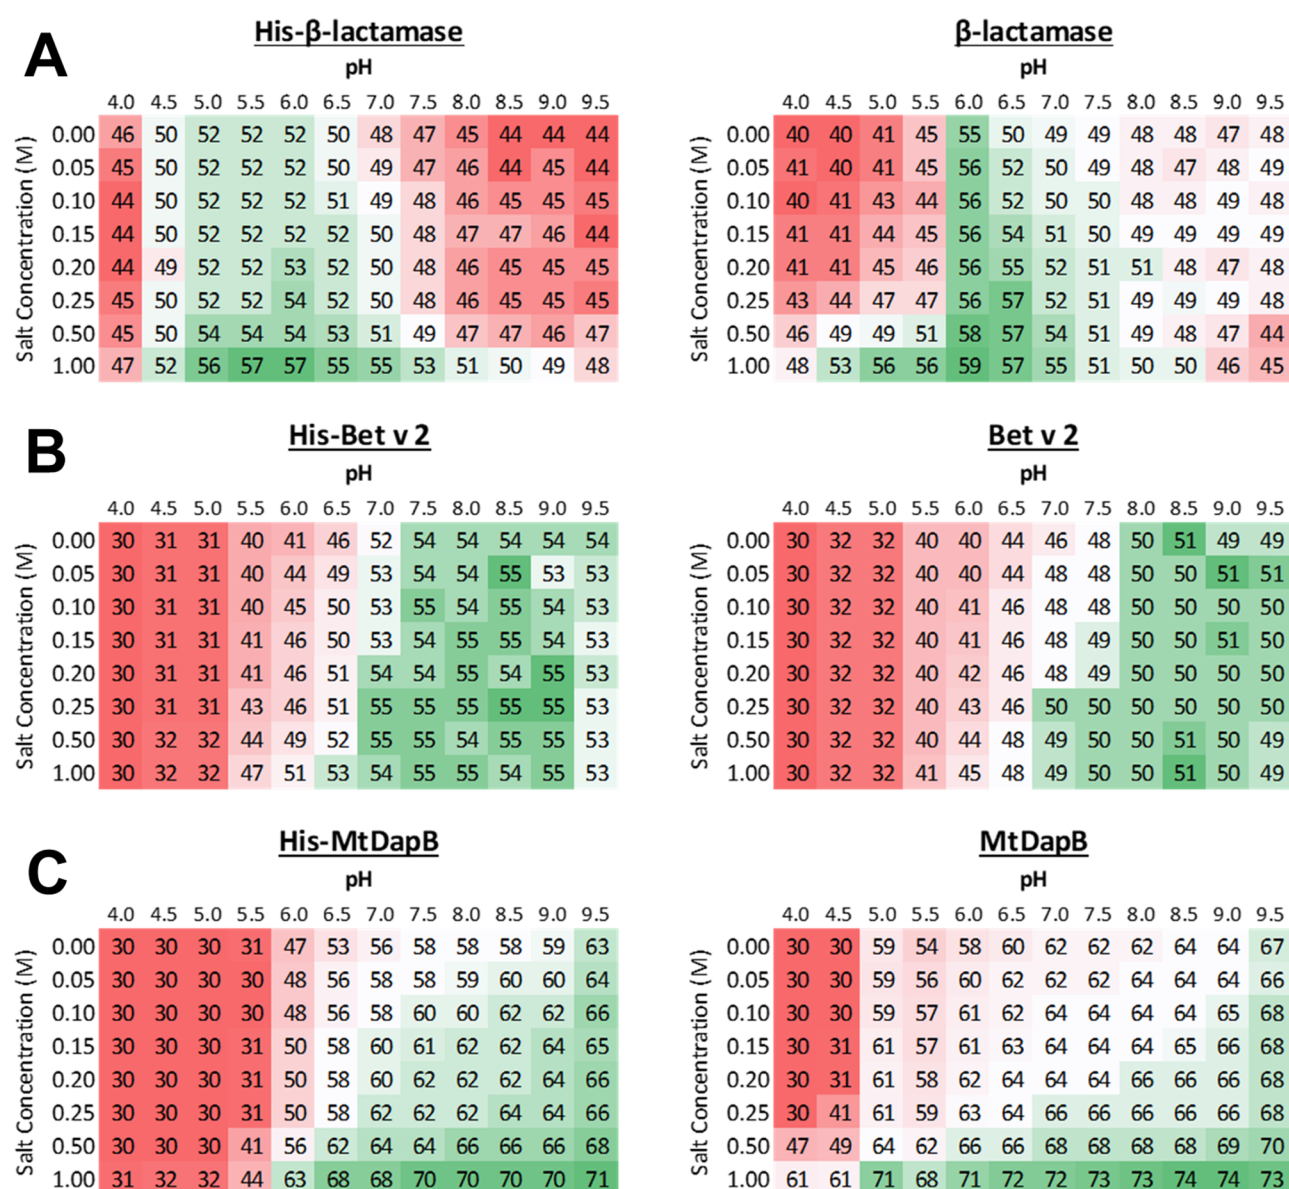 A
His-β-lactamase
pH
4.0 4.5 5.0 5.5 6.0 6.5 7.0 7.5 8.0 8.5 9.0 9.5
Salt Concentration (M)
0.00 46 50 52 52 52 50 48 47 45 44 44 44
0.05 45 50 52 52 52 50 49 47 46 44 45 44
0.10 44 50 52 52 52 51 49 48 46 45 45 45
0.15 44 50 52 52 52 52 50 48 47 47 46 44
0.20 44 49 52 52 53 52 50 48 46 45 45 45
0.25 45 50 52 52 54 52 50 48 46 45 45 45
0.50 45 50 54 54 54 53 51 49 47 47 46 47
1.00 47 52 56 57 57 55 55 53 51 50 49 48
β-lactamase
pH
4.0 4.5 5.0 5.5 6.0 6.5 7.0 7.5 8.0 8.5 9.0 9.5
Salt Concentration (M)
0.00 40 40 41 45 55 50 49 49 48 48 47 48
0.05 41 40 41 45 56 52 50 49 48 47 48 49
0.10 40 41 43 44 56 52 50 50 48 48 49 48
0.15 41 41 44 45 56 54 51 50 49 49 49 49
0.20 41 41 45 46 56 55 52 51 51 48 47 48
0.25 43 44 47 47 56 57 52 51 49 49 49 48
0.50 46 49 49 51 58 57 54 51 49 48 47 44
1.00 48 53 56 56 59 57 55 51 50 50 46 45
B
His-Bet v 2
pH
4.0 4.5 5.0 5.5 6.0 6.5 7.0 7.5 8.0 8.5 9.0 9.5
Salt Concentration (M)
0.00 30 31 31 40 41 46 52 54 54 54 54 54
0.05 30 31 31 40 44 49 53 54 54 55 53 53
0.10 30 31 31 40 45 50 53 55 54 55 54 53
0.15 30 31 31 41 46 50 53 54 55 55 54 53
0.20 30 31 31 41 46 51 54 54 55 54 55 53
0.25 30 31 31 43 46 51 55 55 55 55 55 53
0.50 30 32 32 44 49 52 55 55 54 55 55 53
1.00 30 32 32 47 51 53 54 55 55 54 55 53
Bet v 2
pH
4.0 4.5 5.0 5.5 6.0 6.5 7.0 7.5 8.0 8.5 9.0 9.5
Salt Concentration (M)
0.00 30 32 32 40 40 44 46 48 50 51 49 49
0.05 30 32 32 40 40 44 48 48 50 50 51 51
0.10 30 32 32 40 41 46 48 48 50 50 50 50
0.15 30 32 32 40 41 46 48 49 50 50 51 50
0.20 30 32 32 40 42 46 48 49 50 50 50 50
0.25 30 32 32 40 43 46 50 50 50 50 50 50
0.50 30 32 32 40 44 48 49 50 50 51 50 49
1.00 30 32 32 41 45 48 49 50 50 51 50 49
C
His-MtDapB
pH
4.0 4.5 5.0 5.5 6.0 6.5 7.0 7.5 8.0 8.5 9.0 9.5
Salt Concentration (M)
0.00 30 30 30 31 47 53 56 58 58 58 59 63
0.05 30 30 30 30 48 56 58 58 59 60 60 64
0.10 30 30 30 30 48 56 58 60 60 62 62 66
0.15 30 30 30 31 50 58 60 61 62 62 64 65
0.20 30 30 30 31 50 58 60 62 62 62 64 66
0.25 30 30 30 31 50 58 62 62 62 64 64 66
0.50 30 30 30 41 56 62 64 64 66 66 66 68
1.00 31 32 32 44 63 68 68 70 70 70 70 71
MtDapB
pH
4.0 4.5 5.0 5.5 6.0 6.5 7.0 7.5 8.0 8.5 9.0 9.5
Salt Concentration (M)
0.00 30 30 59 54 58 60 62 62 62 64 64 67
0.05 30 30 59 56 60 62 62 62 64 64 64 66
0.10 30 30 59 57 61 62 64 64 64 64 65 68
0.15 30 31 61 57 61 63 64 64 64 65 66 68
0.20 30 31 61 58 62 64 64 64 66 66 66 68
0.25 30 41 61 59 63 64 66 66 66 66 66 68
0.50 47 49 64 62 66 66 68 68 68 68 69 70
1.00 61 61 71 68 71 72 72 73 73 74 74 73